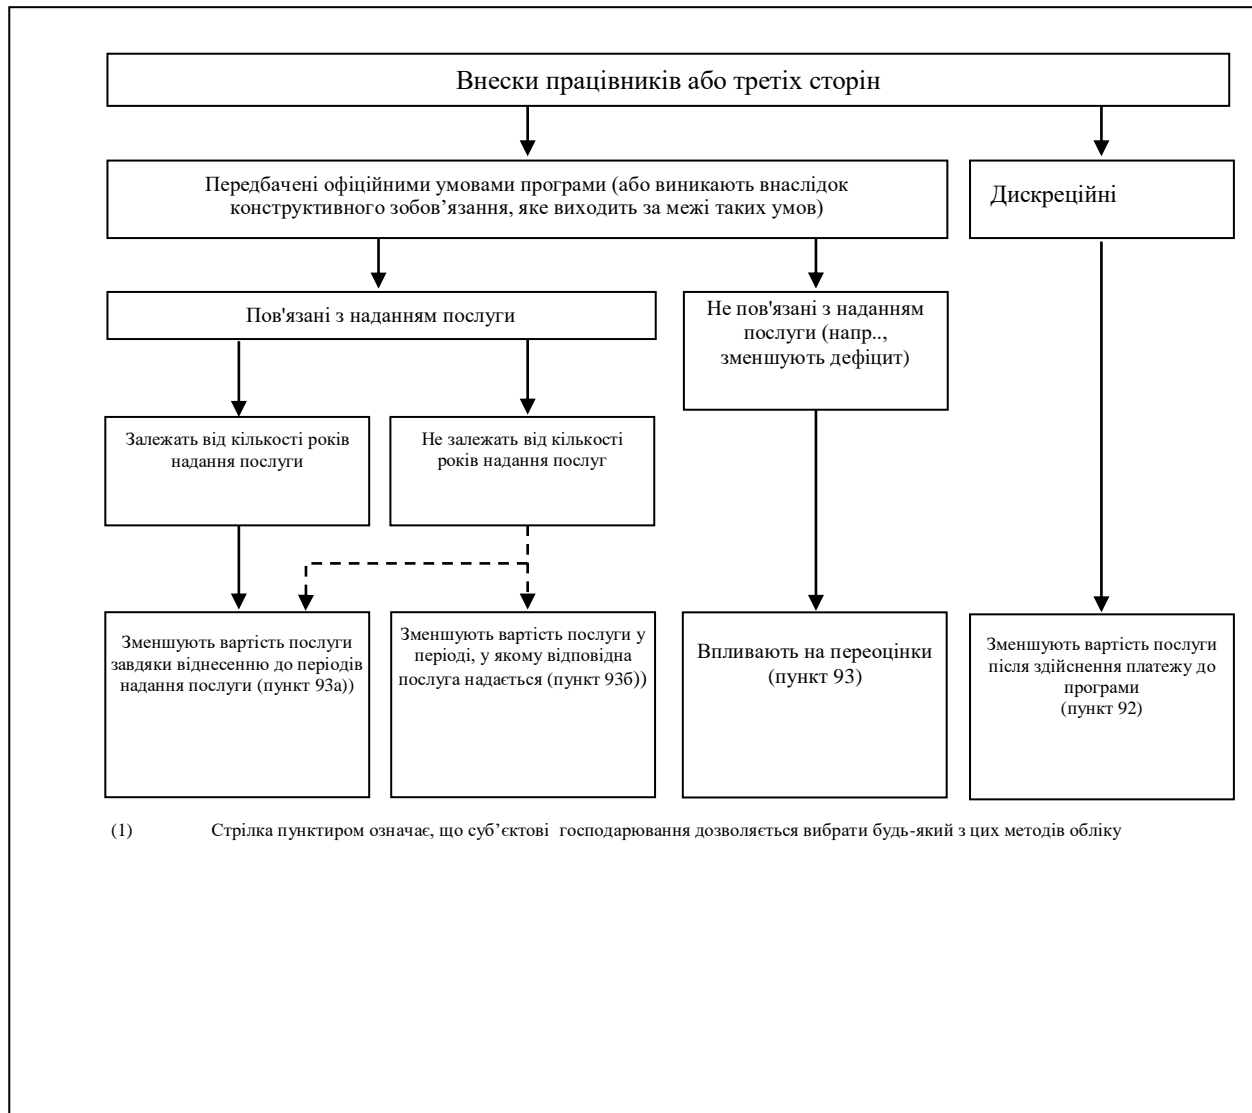 Внески працівників або третіх сторін
Передбачені офіційними умовами програми (або виникають внаслідок
конструктивного зобов’язання, яке виходить за межі таких умов)
Дискреційні
Пов'язані з наданням послуги
Не пов'язані з наданням
послуги (напр..,
зменшують дефіцит)
Залежать від кількості років
надання послуги
Не залежать від кількості
років надання послуг
Зменшують вартість послуги
завдяки віднесенню до періодів
надання послуги (пункт 93а))
Зменшують вартість послуги у
періоді, у якому відповідна
послуга надається (пункт 93б))
Впливають на переоцінки
(пункт 93)
Зменшують вартість послуги
після здійснення платежу до
програми
(пункт 92)
(1) Стрілка пунктиром означає, що суб’єктові господарювання дозволяється вибрати будь-який з цих методів обліку